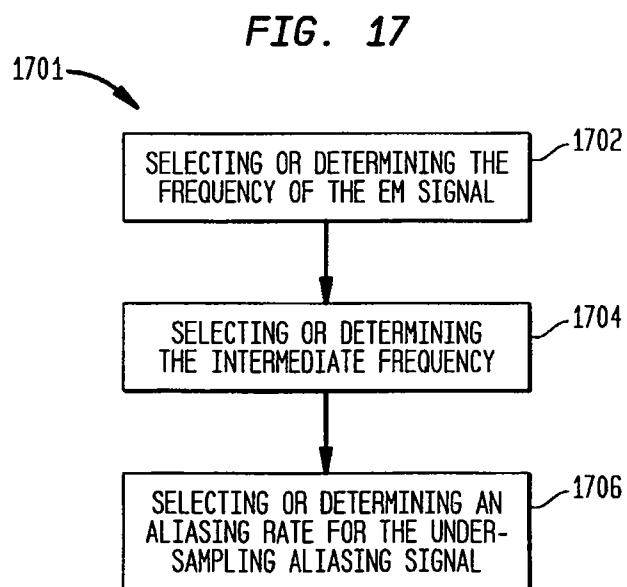 FIG. 17
1701
1702
SELECTING OR DETERMINING THE
FREQUENCY OF THE EM SIGNAL
1704
SELECTING OR DETERMINING
THE INTERMEDIATE FREQUENCY
1706
SELECTING OR DETERMINING AN
ALIASING RATE FOR THE UNDER-
SAMPLING ALIASING SIGNAL